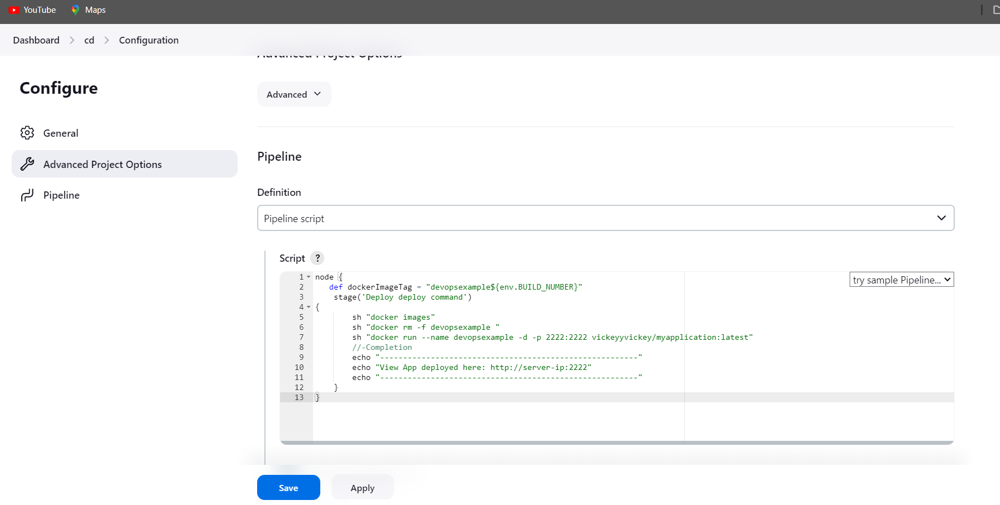 YouTube Maps
Dashboard cd Configuration
Advanced Project Options
Configure
Advanced
General
Advanced Project Options
Pipeline
Pipeline
Definition
Pipeline script
Script ?
try sample Pipeline...
1 node {
2 def dockerImageTag = "devopsexample${env.BUILD_NUMBER}"
3 stage('Deploy deploy command')
4 {
5 sh "docker images"
6 sh "docker rm -f devopsexample "
7 sh "docker run --name devopsexample -d -p 2222:2222 vickeyyvickey/myapplication:latest"
8 //-Completion
9 echo "--------------------------------------------------------"
10 echo "View App deployed here: http://server-ip:2222"
11 echo "--------------------------------------------------------"
12 }
13 }
Save Apply